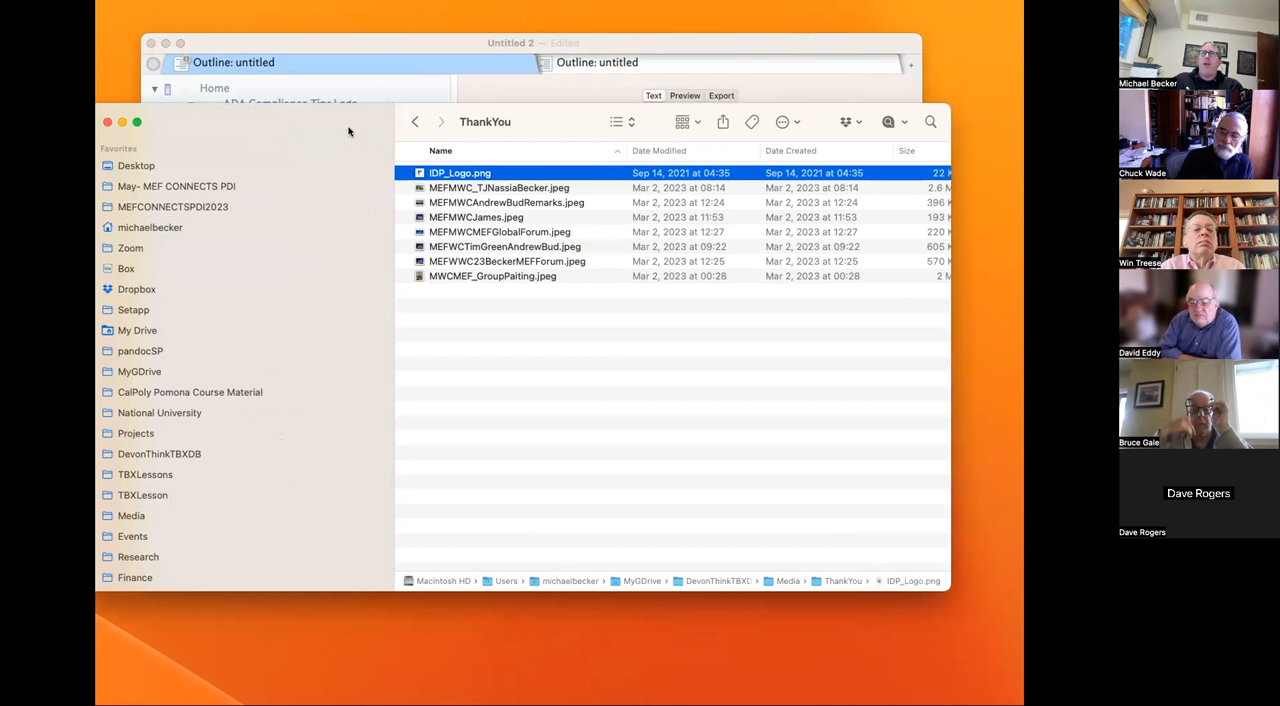 Untitled 2 — Edited
Outline: untitled
Outline: untitled
+
Home
Text Preview Export
ThankYou
Favorites
Desktop
May- MEF CONNECTS PDI
MEFCONNECTSPDI2023
michaelbecker
Zoom
Box
Dropbox
Setapp
My Drive
pandocSP
MyGDrive
CalPoly Pomona Course Material
National University
Projects
DevonThinkTBXDB
TBXLessons
TBXLesson
Media
Events
Research
Finance
Name Date Modified Date Created Size
IDP_Logo.png Sep 14, 2021 at 04:35 Sep 14, 2021 at 04:35 22 K
MEFMWC_TJNassiaBecker.jpeg Mar 2, 2023 at 08:14 Mar 2, 2023 at 08:14 2.6 M
MEFMWCAndrewBudRemarks.jpeg Mar 2, 2023 at 12:24 Mar 2, 2023 at 12:24 396 K
MEFMWCJames.jpeg Mar 2, 2023 at 11:53 Mar 2, 2023 at 11:53 193 K
MEFMWCMEFGlobalForum.jpeg Mar 2, 2023 at 12:27 Mar 2, 2023 at 12:27 220 K
MEFWCTimGreenAndrewBud.jpeg Mar 2, 2023 at 09:22 Mar 2, 2023 at 09:22 605 K
MEFWWC23BeckerMEFForum.jpeg Mar 2, 2023 at 12:25 Mar 2, 2023 at 12:25 570 K
MWCMEF_GroupPaiting.jpeg Mar 2, 2023 at 00:28 Mar 2, 2023 at 00:28 2 M
Macintosh HD › Users › michaelbecker › MyGDrive › DevonThinkTBXD › Media › ThankYou › IDP_Logo.png
Michael Becker
Chuck Wade
Win Treese
David Eddy
Bruce Gale
Dave Rogers
Dave Rogers